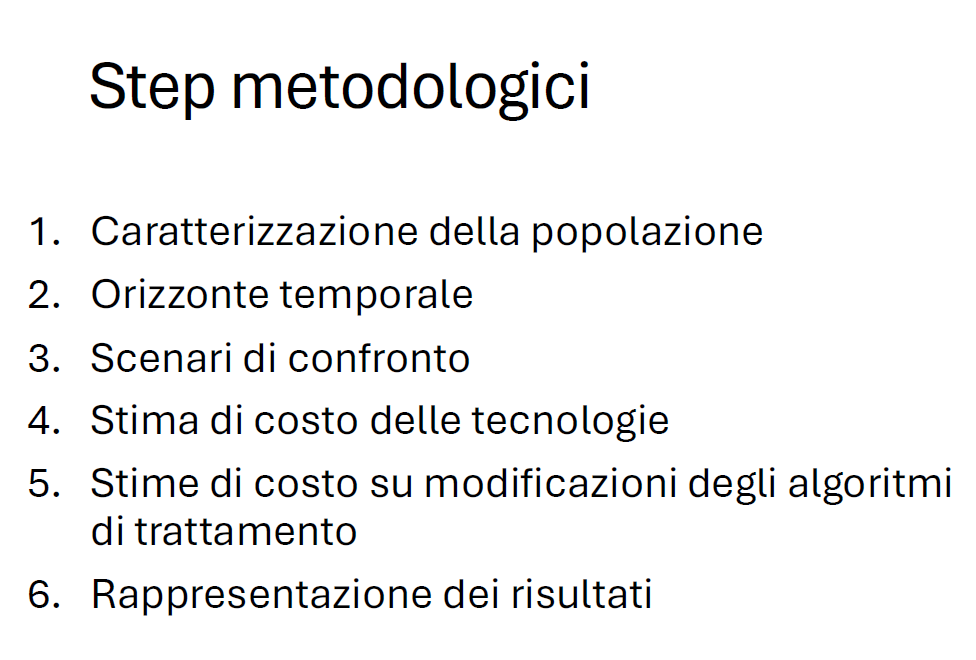 Step metodologici
1. Caratterizzazione della popolazione
2. Orizzonte temporale
3. Scenari di confronto
4. Stima di costo delle tecnologie
5. Stime di costo su modificazioni degli algoritmi
di trattamento
6. Rappresentazione dei risultati